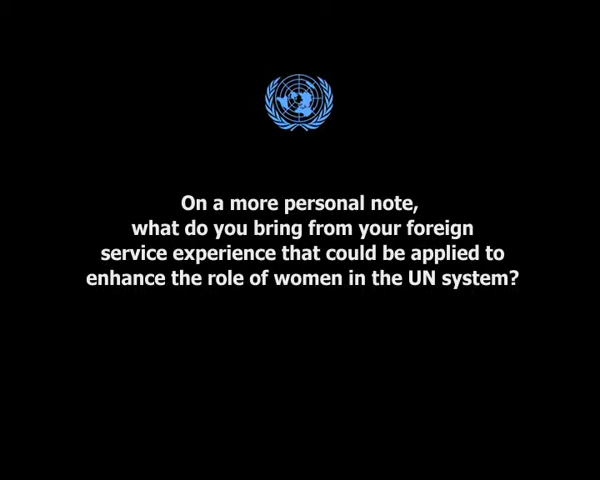 On a more personal note,
what do you bring from your foreign
service experience that could be applied to
enhance the role of women in the UN system?